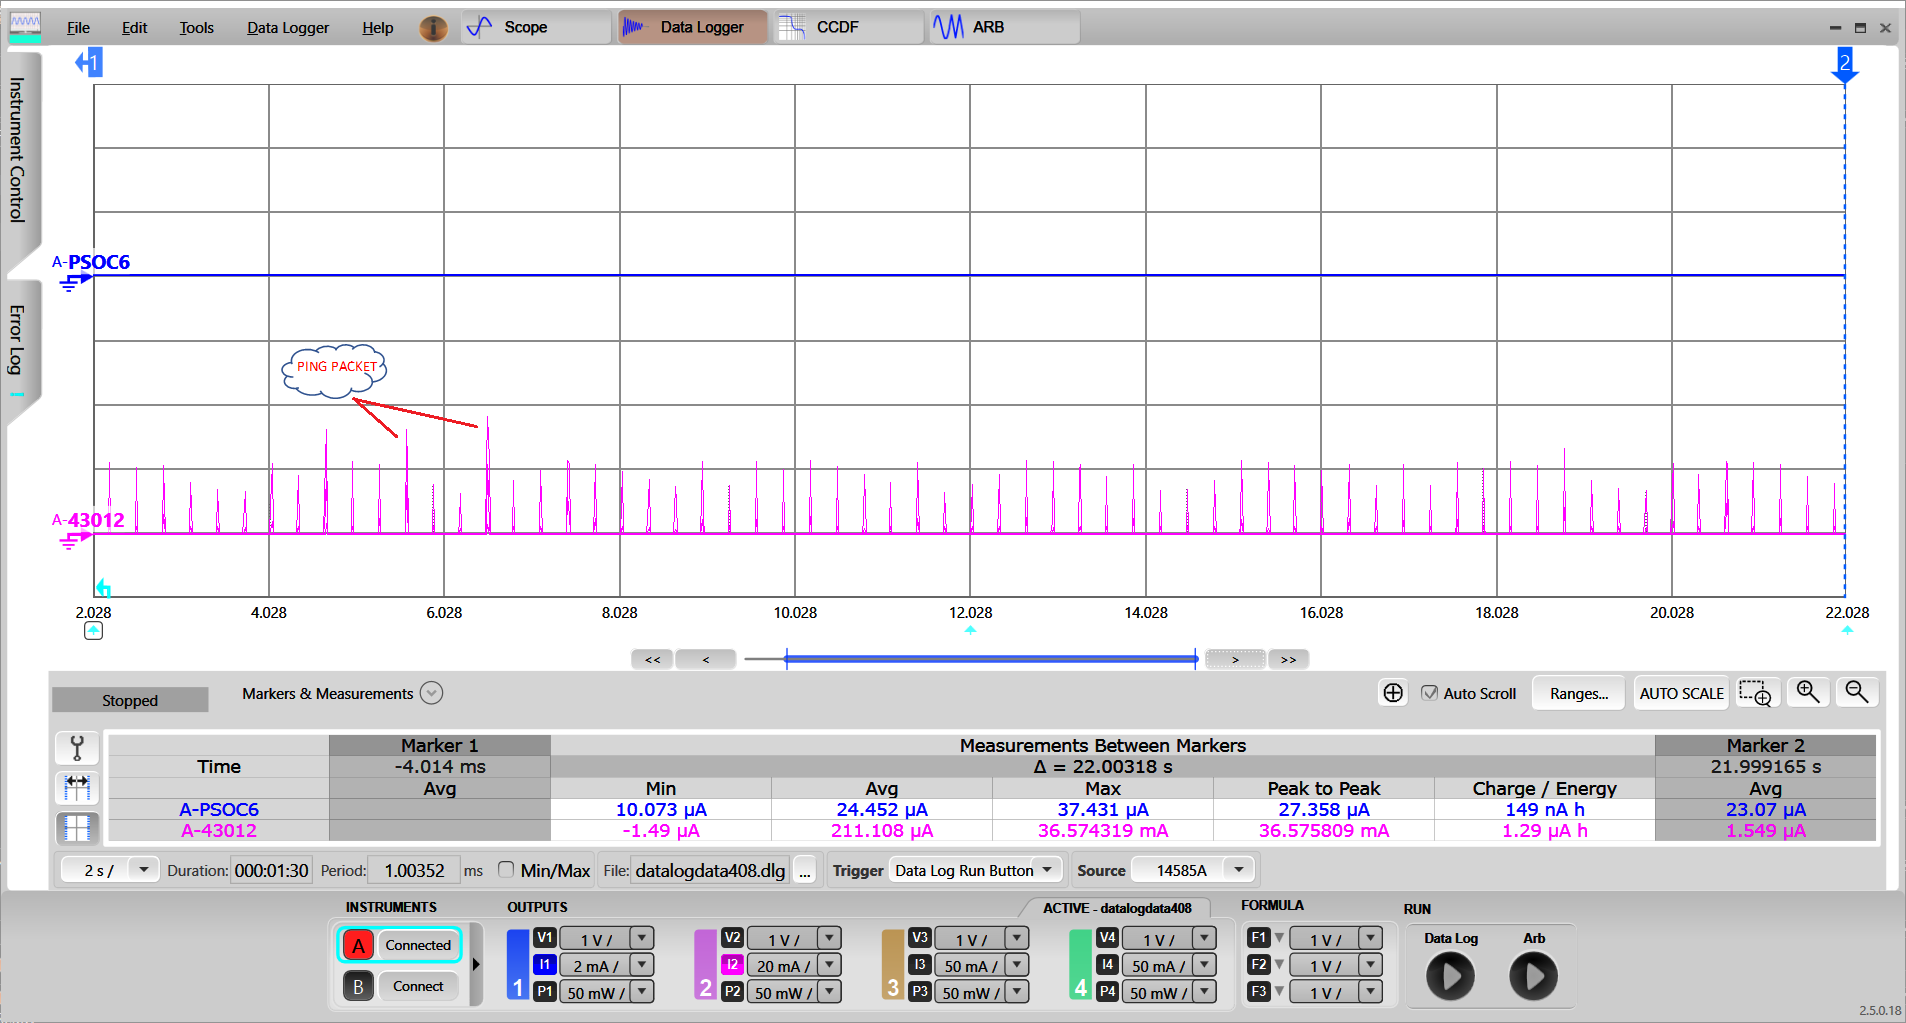 File Edit Tools Data Logger Help i Scope Data Logger CCDF ARB
Instrument Control
Error Log
1
2
A-PSOC6
PING PACKET
A-43012
2.028 4.028 6.028 8.028 10.028 12.028 14.028 16.028 18.028 20.028 22.028
<< < > >>
Stopped Markers & Measurements Auto Scroll Ranges... AUTO SCALE
Marker 1 Measurements Between Markers Marker 2
Time -4.014 ms Δ = 22.00318 s 21.999165 s
Avg Min Avg Max Peak to Peak Charge / Energy Avg
A-PSOC6 10.073 µA 24.452 µA 37.431 µA 27.358 µA 149 nA h 23.07 µA
A-43012 -1.49 µA 211.108 µA 36.574319 mA 36.575809 mA 1.29 µA h 1.549 µA
2 s / Duration: 000:01:30 Period: 1.00352 ms Min/Max File: datalogdata408.dlg ... Trigger Data Log Run Button Source 14585A
INSTRUMENTS OUTPUTS ACTIVE - datalogdata408 FORMULA RUN
A Connected
B Connect
1 V1 1 V / I1 2 mA / P1 50 mW /
2 V2 1 V / I2 20 mA / P2 50 mW /
3 V3 1 V / I3 50 mA / P3 50 mW /
4 V4 1 V / I4 50 mA / P4 50 mW /
F1 1 V /
F2 1 V /
F3 1 V /
Data Log Arb
2.5.0.18